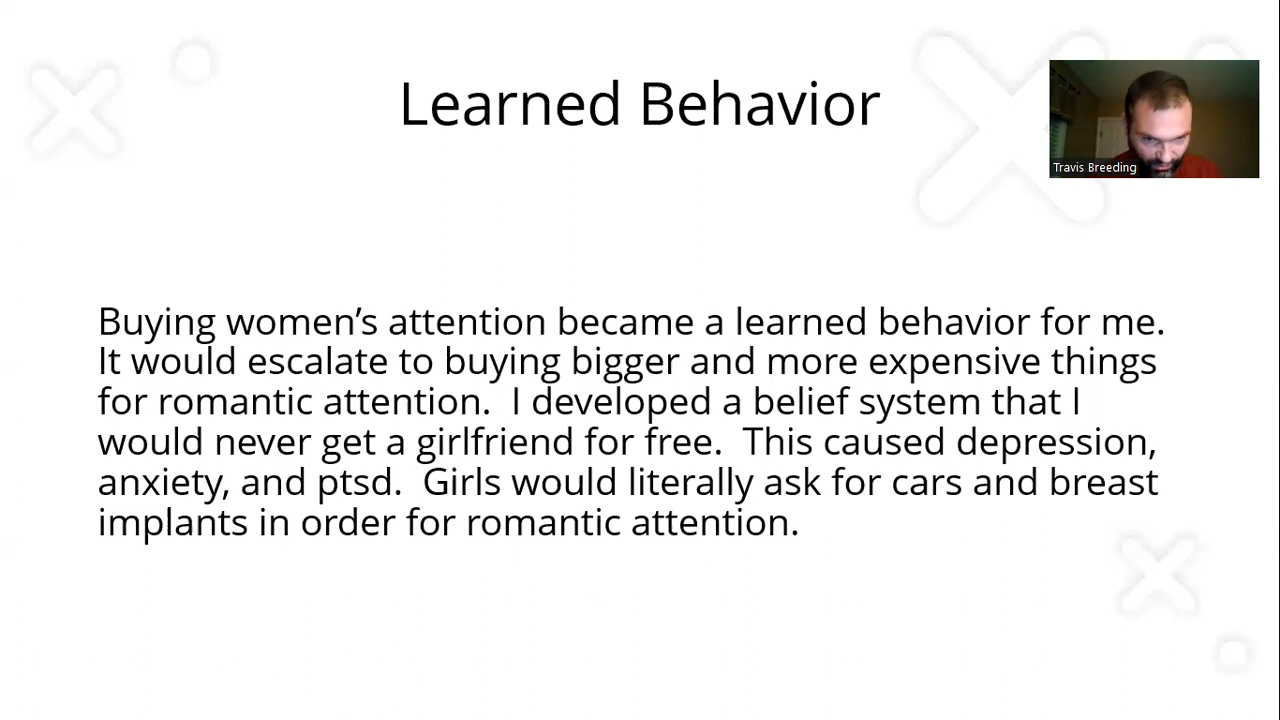 Learned Behavior
Travis Breeding
Buying women’s attention became a learned behavior for me.
It would escalate to buying bigger and more expensive things
for romantic attention.  I developed a belief system that I
would never get a girlfriend for free.  This caused depression,
anxiety, and ptsd.  Girls would literally ask for cars and breast
implants in order for romantic attention.